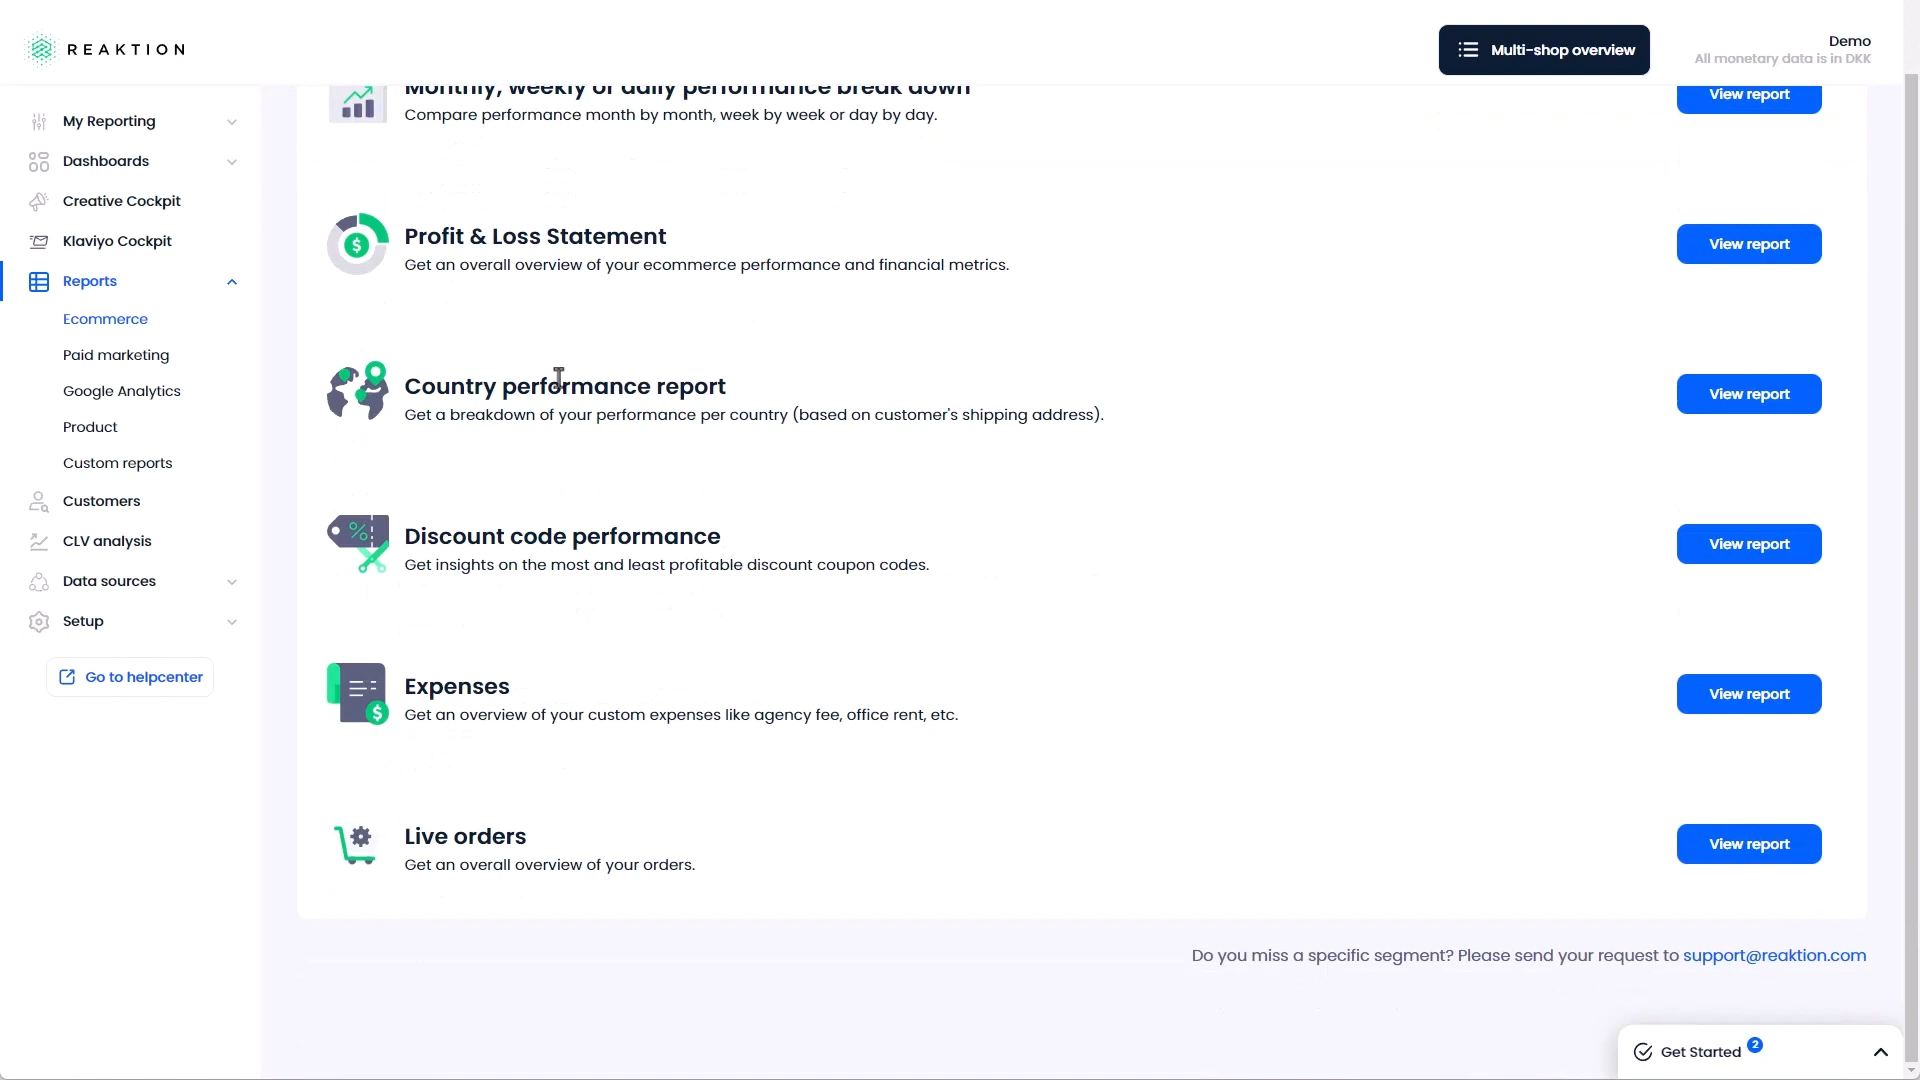 REAKTION
Multi-shop overview
Demo
All monetary data is in DKK
My Reporting
Dashboards
Creative Cockpit
Klaviyo Cockpit
Reports
Ecommerce
Paid marketing
Google Analytics
Product
Custom reports
Customers
CLV analysis
Data sources
Setup
Go to helpcenter
Monthly, weekly or daily performance break down
Compare performance month by month, week by week or day by day.
View report
Profit & Loss Statement
Get an overall overview of your ecommerce performance and financial metrics.
View report
Country performance report
Get a breakdown of your performance per country (based on customer's shipping address).
View report
Discount code performance
Get insights on the most and least profitable discount coupon codes.
View report
Expenses
Get an overview of your custom expenses like agency fee, office rent, etc.
View report
Live orders
Get an overall overview of your orders.
View report
Do you miss a specific segment? Please send your request to support@reaktion.com
Get Started 2